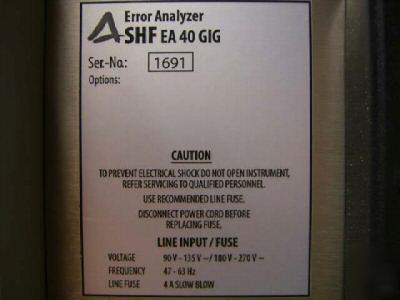 Error Analyzer
SHF EA 40 GIG
Ser.-No.: 1691
Options:
CAUTION
TO PREVENT ELECTRICAL SHOCK DO NOT OPEN INSTRUMENT,
REFER SERVICING TO QUALIFIED PERSONNEL.
USE RECOMMENDED LINE FUSE.
DISCONNECT POWER CORD BEFORE
REPLACING FUSE.
LINE INPUT / FUSE
VOLTAGE 90 V - 135 V ~/ 180 V - 270 V ~
FREQUENCY 47 - 63 Hz
LINE FUSE 4 A SLOW BLOW